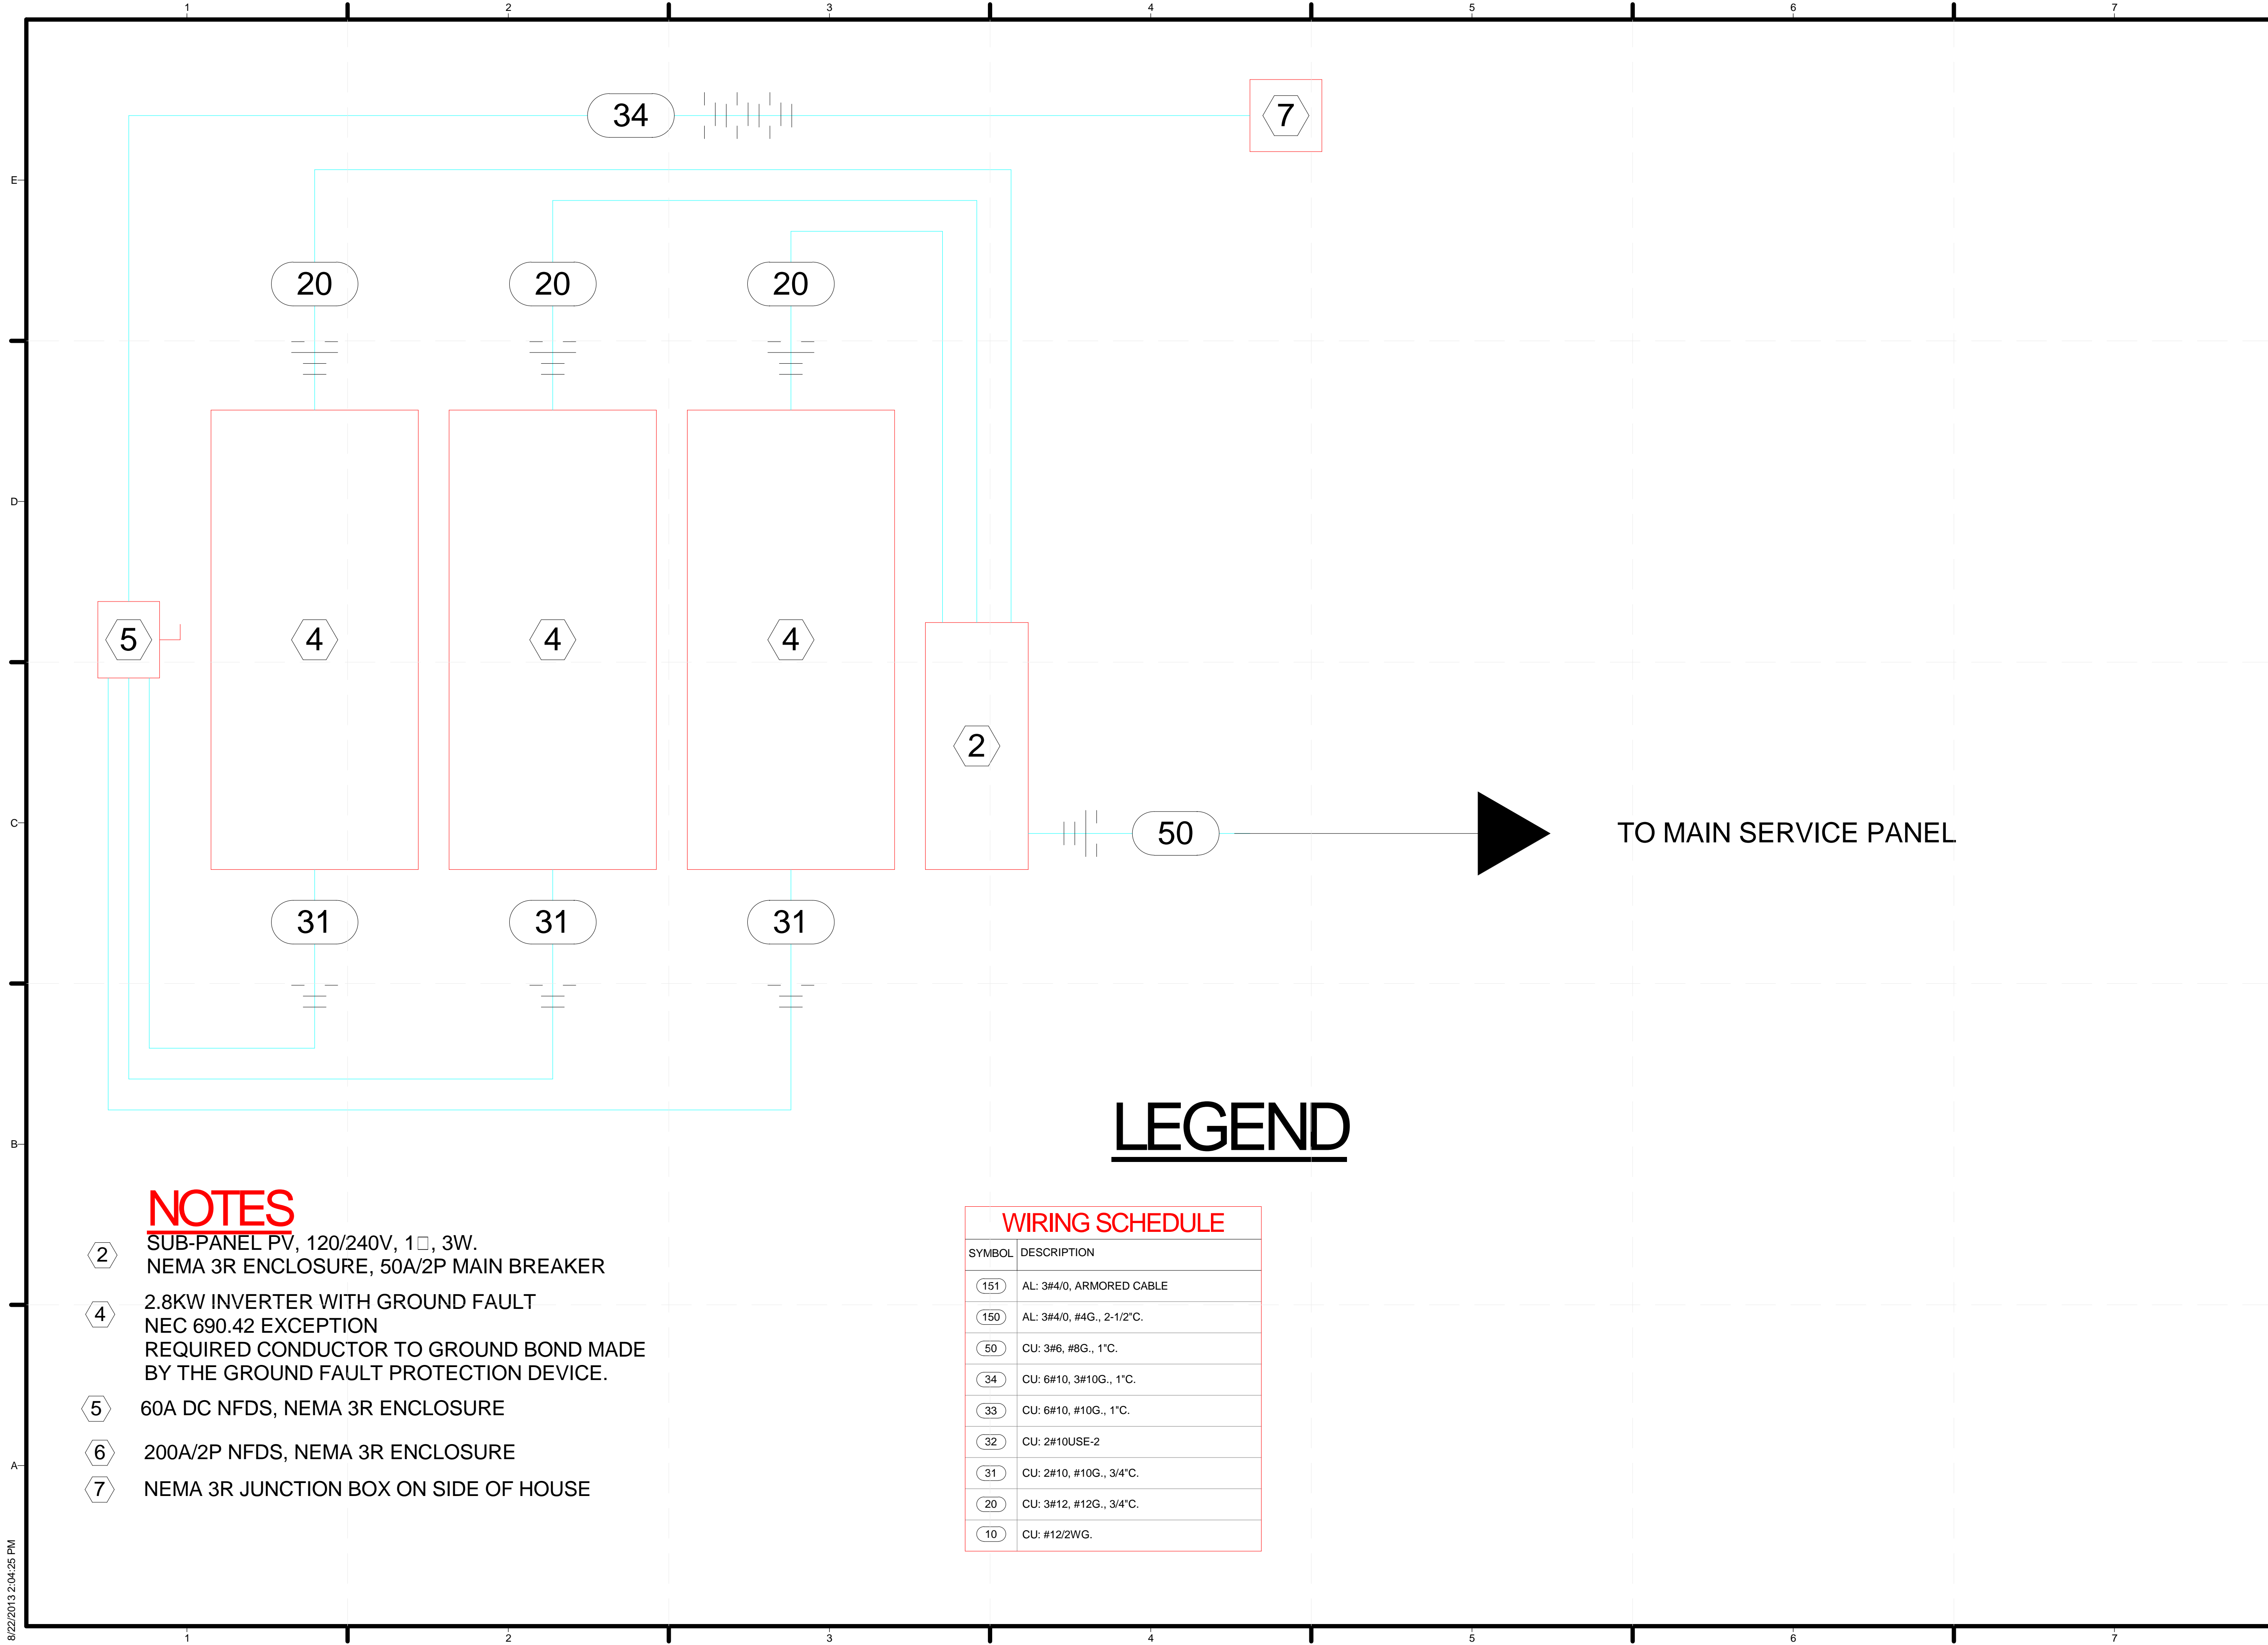 1 2 3 4 5 6 7
34
7
E
20 20 20
D
5
4 4 4
2
C
50
TO MAIN SERVICE PANEL
31 31 31
LEGEND
B
NOTES
2 SUB-PANEL PV, 120/240V, 1□, 3W.
NEMA 3R ENCLOSURE, 50A/2P MAIN BREAKER
4 2.8KW INVERTER WITH GROUND FAULT
NEC 690.42 EXCEPTION
REQUIRED CONDUCTOR TO GROUND BOND MADE
BY THE GROUND FAULT PROTECTION DEVICE.
5 60A DC NFDS, NEMA 3R ENCLOSURE
6 200A/2P NFDS, NEMA 3R ENCLOSURE
7 NEMA 3R JUNCTION BOX ON SIDE OF HOUSE
A
WIRING SCHEDULE
SYMBOL DESCRIPTION
151 AL: 3#4/0, ARMORED CABLE
150 AL: 3#4/0, #4G., 2-1/2"C.
50 CU: 3#6, #8G., 1"C.
34 CU: 6#10, 3#10G., 1"C.
33 CU: 6#10, #10G., 1"C.
32 CU: 2#10USE-2
31 CU: 2#10, #10G., 3/4"C.
20 CU: 3#12, #12G., 3/4"C.
10 CU: #12/2WG.
8/22/2013 2:04:25 PM
1 2 3 4 5 6 7